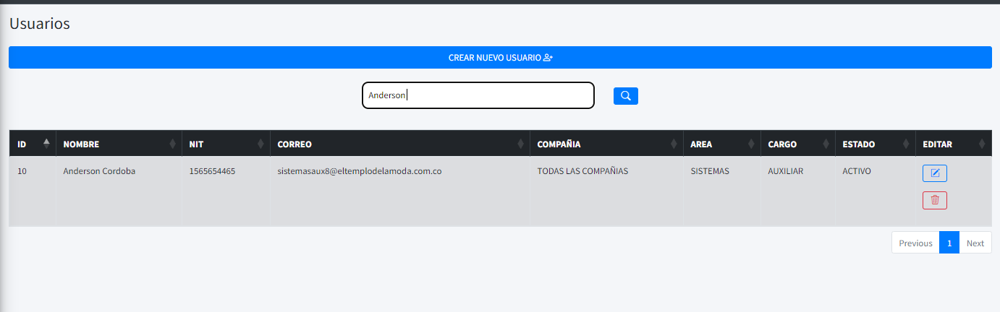 Usuarios
CREAR NUEVO USUARIO
Anderson
ID NOMBRE NIT CORREO COMPAÑIA AREA CARGO ESTADO EDITAR
10 Anderson Cordoba 1565654465 sistemasaux8@eltemplodelamoda.com.co TODAS LAS COMPAÑIAS SISTEMAS AUXILIAR ACTIVO
Previous 1 Next